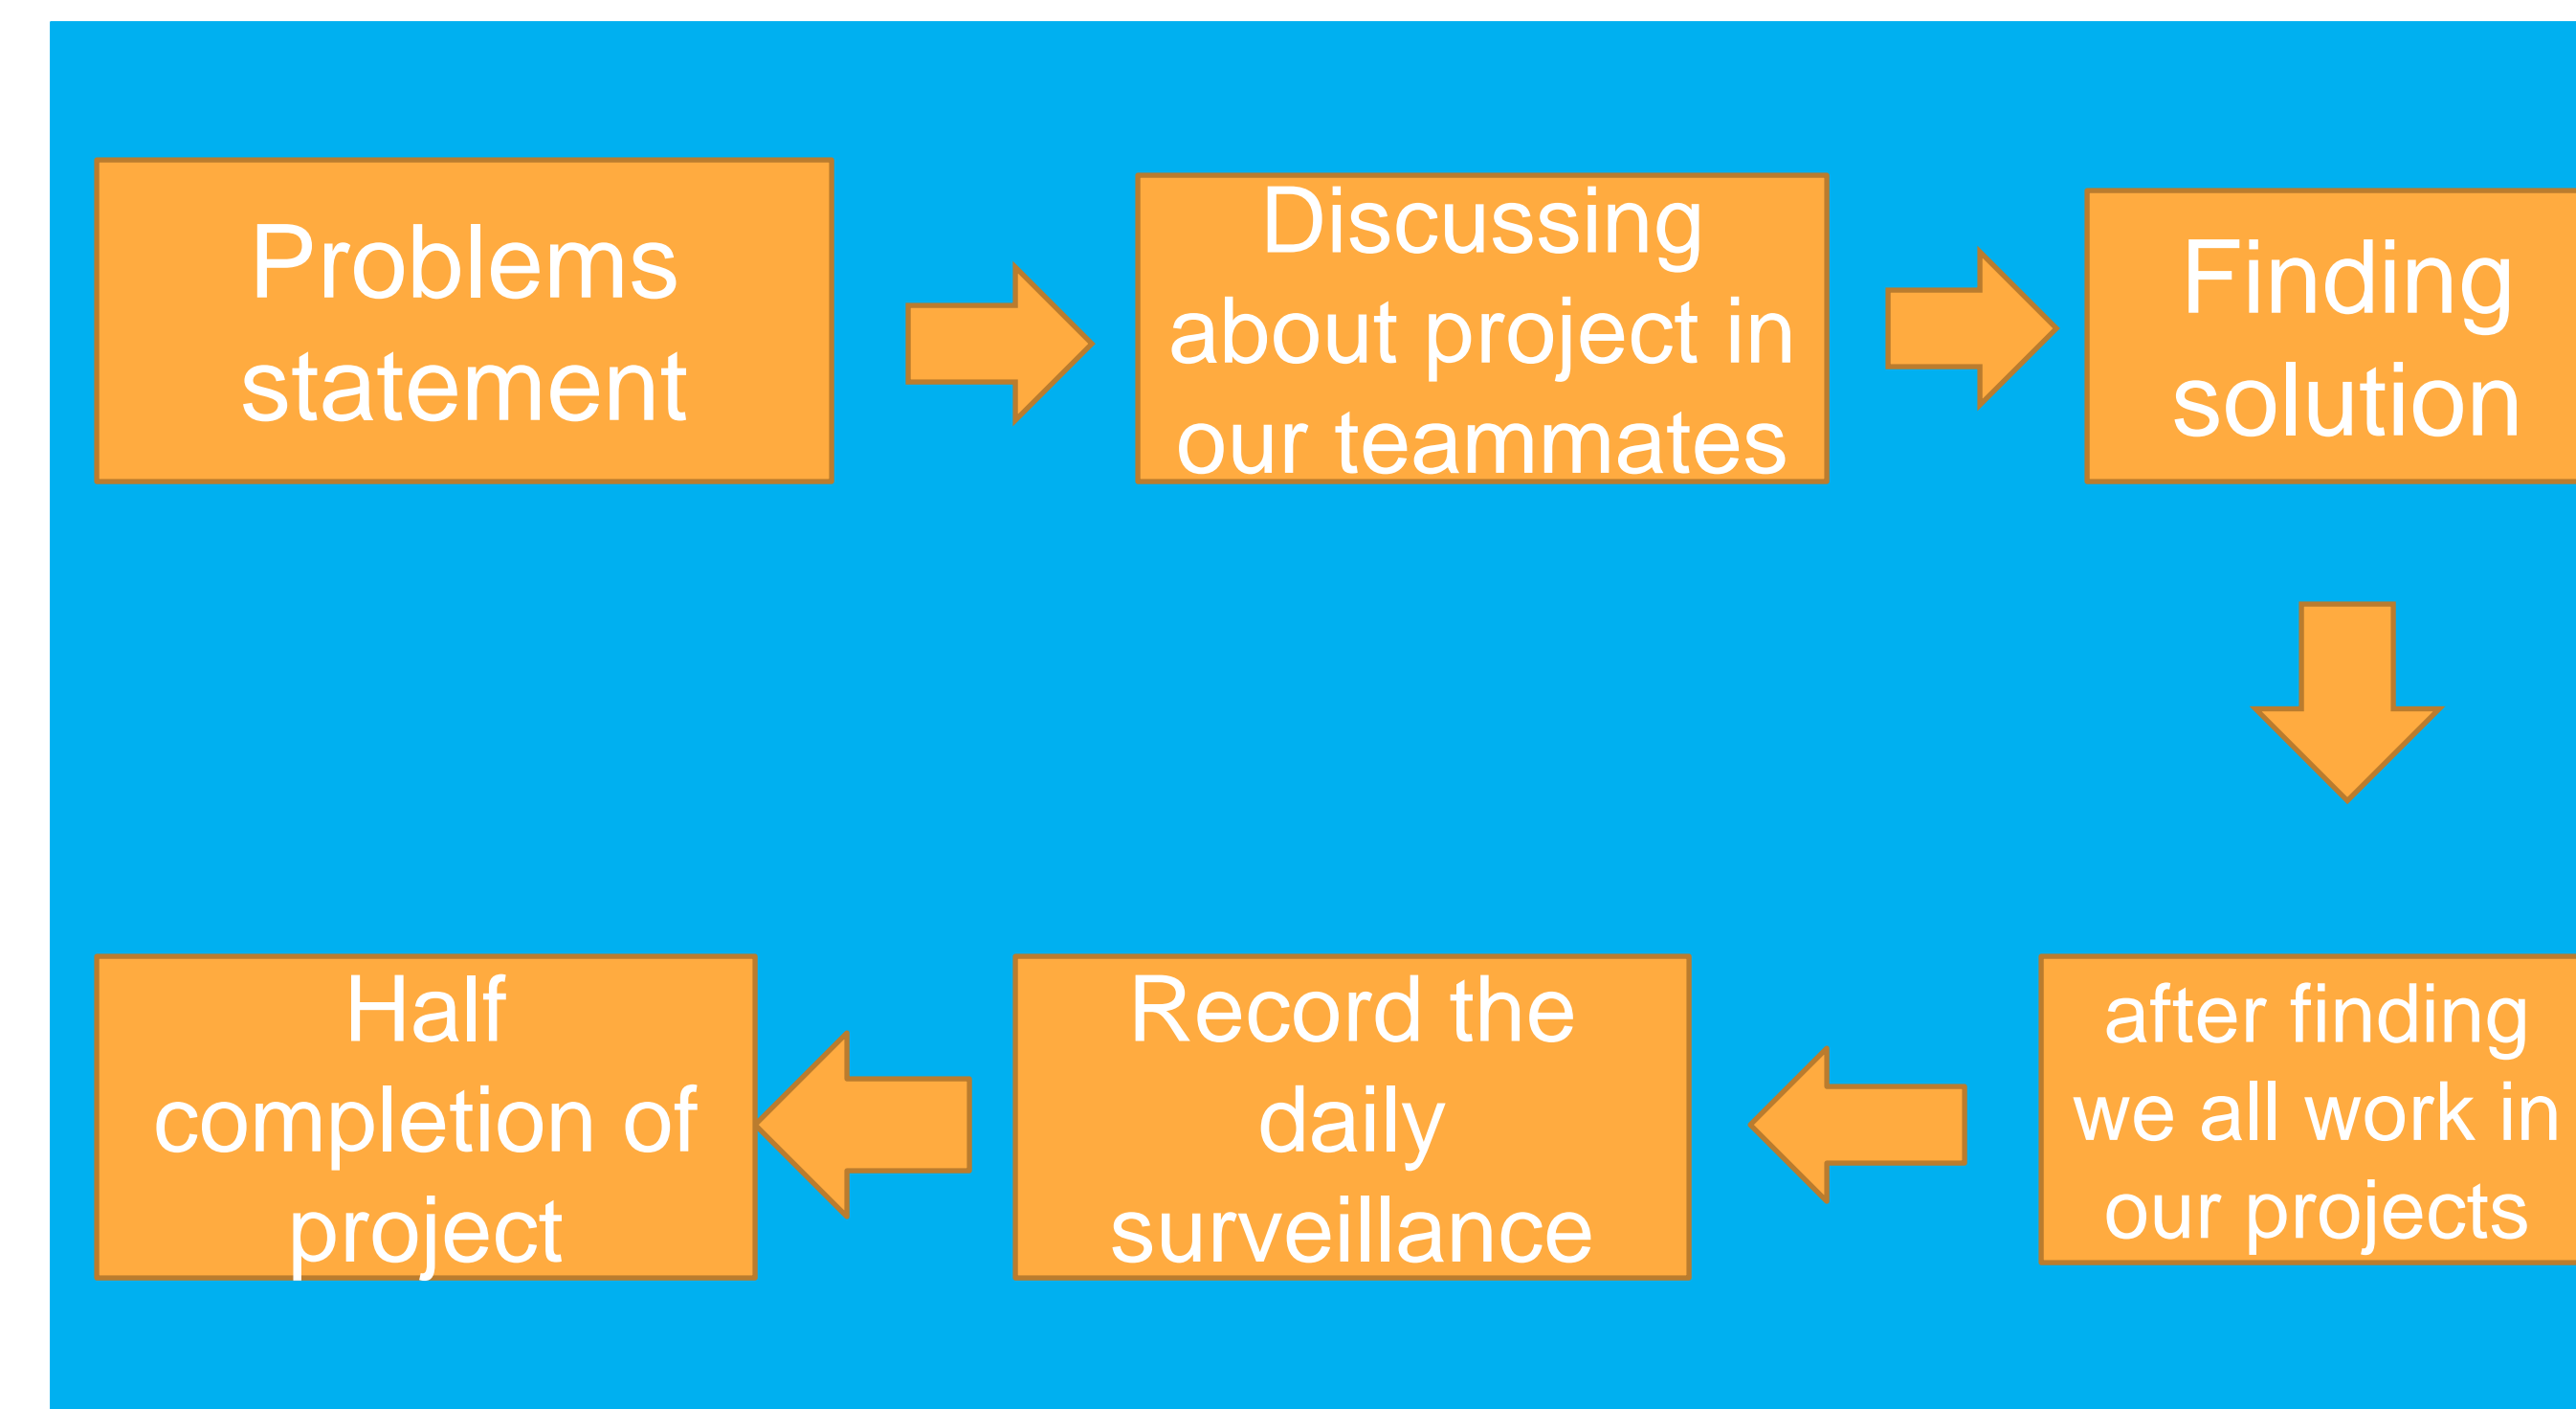 Problems
statement
Discussing
about project in
our teammates
Finding
solution
after finding
we all work in
our projects
Record the
daily
surveillance
Half
completion of
project